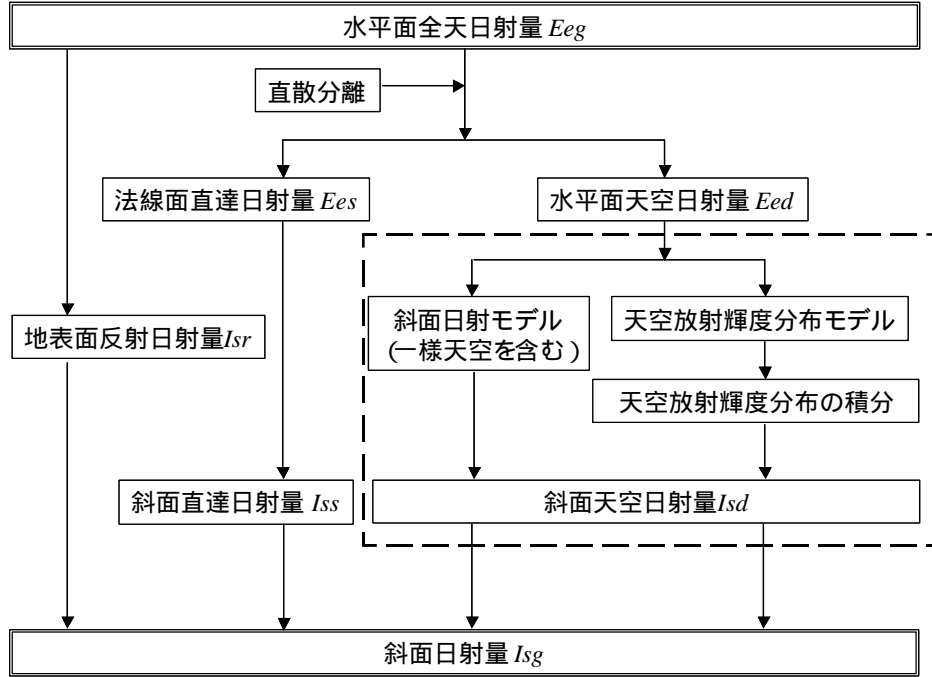 水平面全天日射量 Eeg
直散分離
法線面直達日射量 Ees
水平面天空日射量 Eed
地表面反射日射量Isr
斜面日射モデル
(一様天空を含む)
天空放射輝度分布モデル
天空放射輝度分布の積分
斜面直達日射量 Iss
斜面天空日射量Isd
斜面日射量 Isg